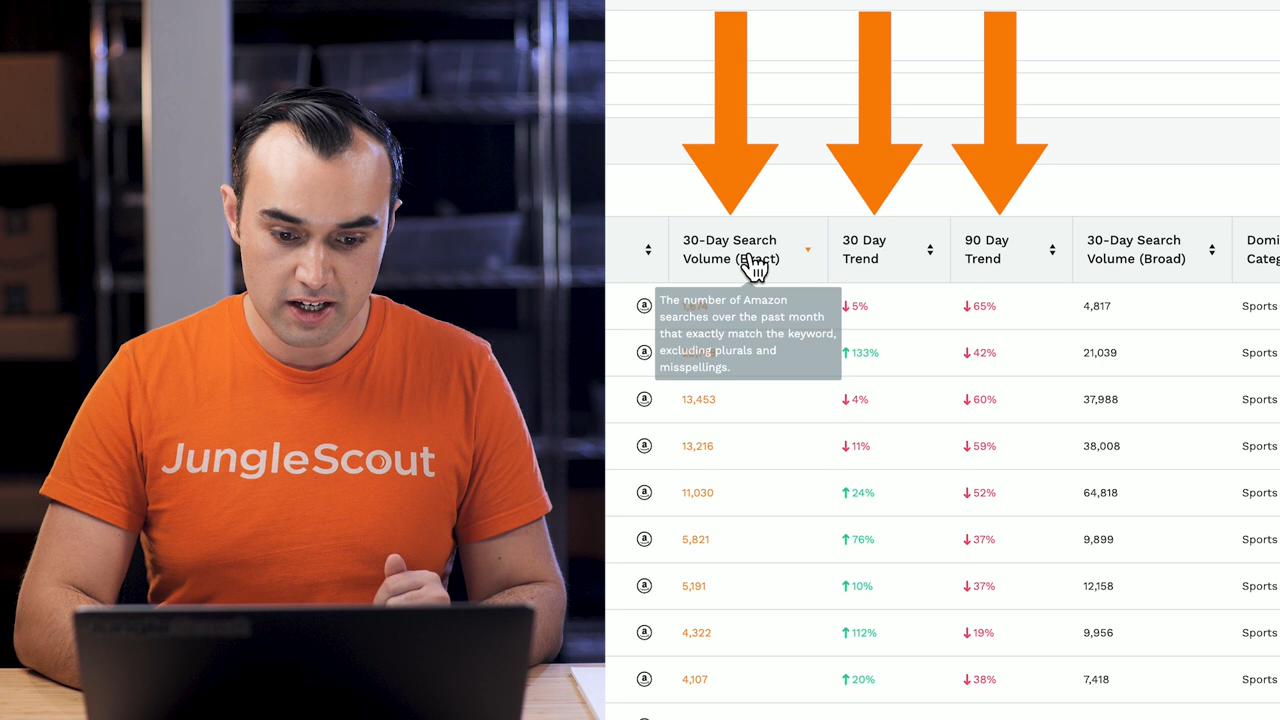 JungleScout
30-Day Search
Volume (Exact)
30 Day
Trend
90 Day
Trend
30-Day Search
Volume (Broad)
Domi
Categ
The number of Amazon
searches over the past month
that exactly match the keyword,
excluding plurals and
misspellings.
5%
65%
4,817
Sports
133%
42%
21,039
Sports
13,453
4%
60%
37,988
Sports
13,216
11%
59%
38,008
Sports
11,030
24%
52%
64,818
Sports
5,821
76%
37%
9,899
Sports
5,191
10%
37%
12,158
Sports
4,322
112%
19%
9,956
Sports
4,107
20%
38%
7,418
Sports